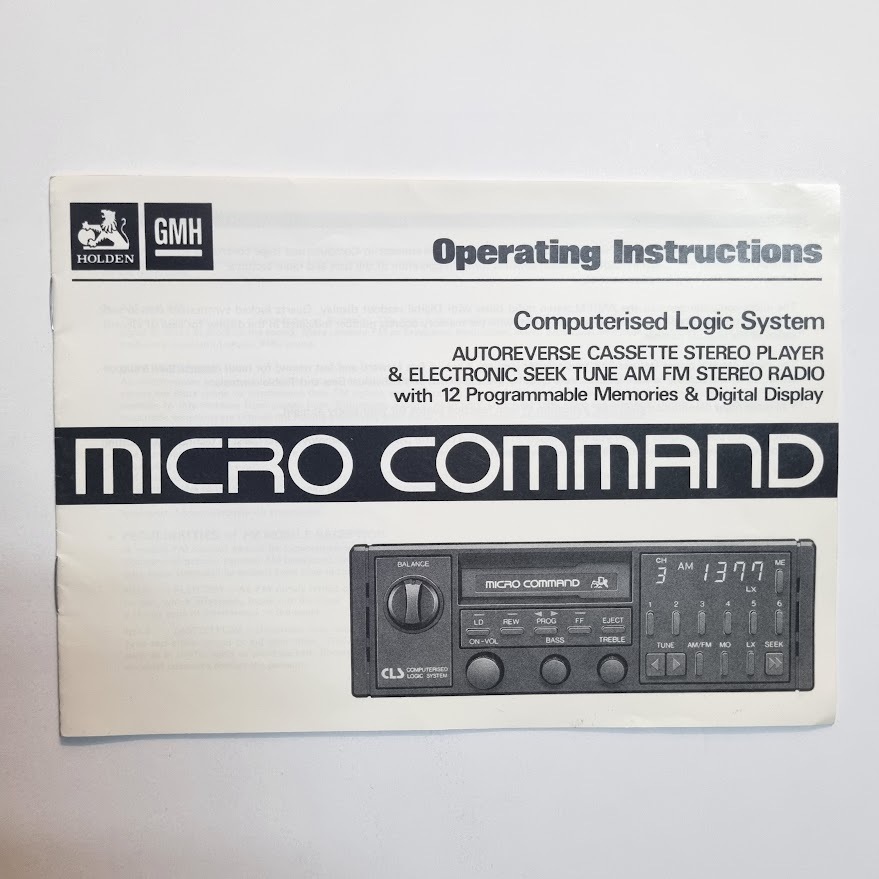 HOLDEN
GMH
Operating Instructions
Computerised Logic System
AUTOREVERSE CASSETTE STEREO PLAYER
& ELECTRONIC SEEK TUNE AM FM STEREO RADIO
with 12 Programmable Memories & Digital Display
MICRO COMMAND
BALANCE
MICRO COMMAND
CH
3 AM 1377
ME
LX
1 2 3 4 5 6
LD REW PROG FF EJECT
ON-VOL BASS TREBLE
TUNE AM/FM MO LX SEEK
CLS COMPUTERISED
LOGIC SYSTEM